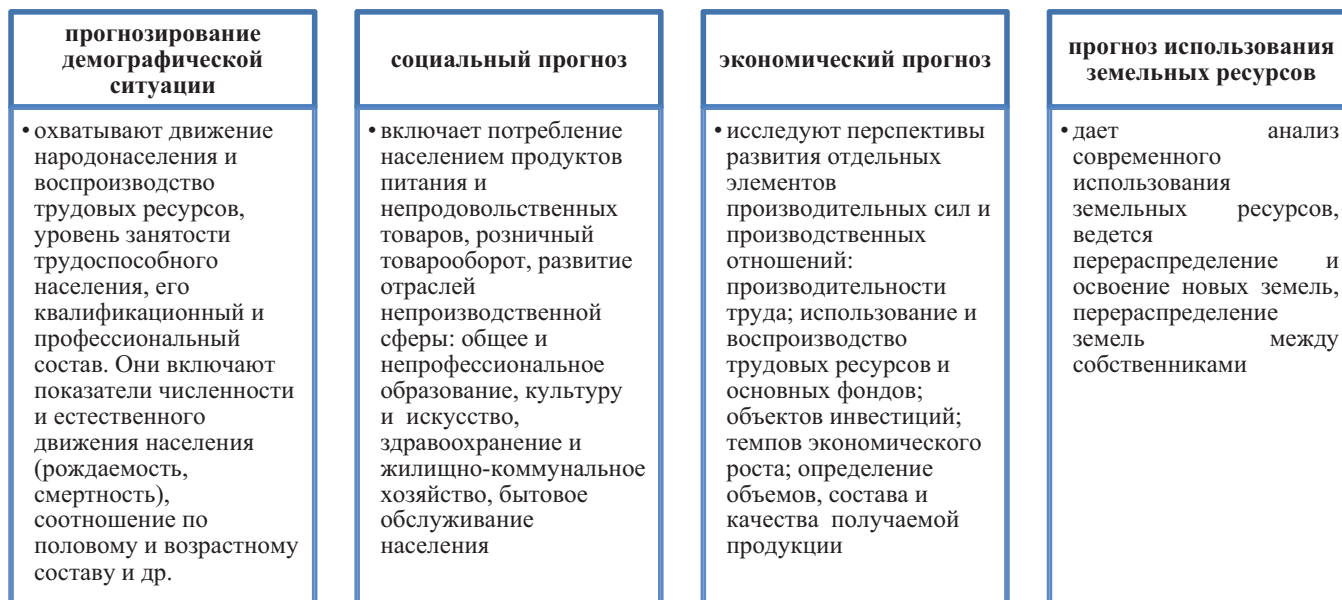 прогнозирование
демографической
ситуации
• охватывают движение
народонаселения и
воспроизводство
трудовых ресурсов,
уровень занятости
трудоспособного
населения, его
квалификационный и
профессиональный
состав. Они включают
показатели численности
и естественного
движения населения
(рождаемость,
смертность),
соотношение по
половому и возрастному
составу и др.
социальный прогноз
• включает потребление
населением продуктов
питания и
непродовольственных
товаров, розничный
товарооборот, развитие
отраслей
непроизводственной
сферы: общее и
непрофессиональное
образование, культуру
и искусство,
здравоохранение и
жилищно-коммунальное
хозяйство, бытовое
обслуживание
населения
экономический прогноз
• исследуют перспективы
развития отдельных
элементов
производительных сил и
производственных
отношений:
производительности
труда; использование и
воспроизводство
трудовых ресурсов и
основных фондов;
объектов инвестиций;
темпов экономического
роста; определение
объемов, состава и
качества получаемой
продукции
прогноз использования
земельных ресурсов
• дает анализ
современного
использования
земельных ресурсов,
ведется
перераспределение и
освоение новых земель,
перераспределение
земель между
собственниками